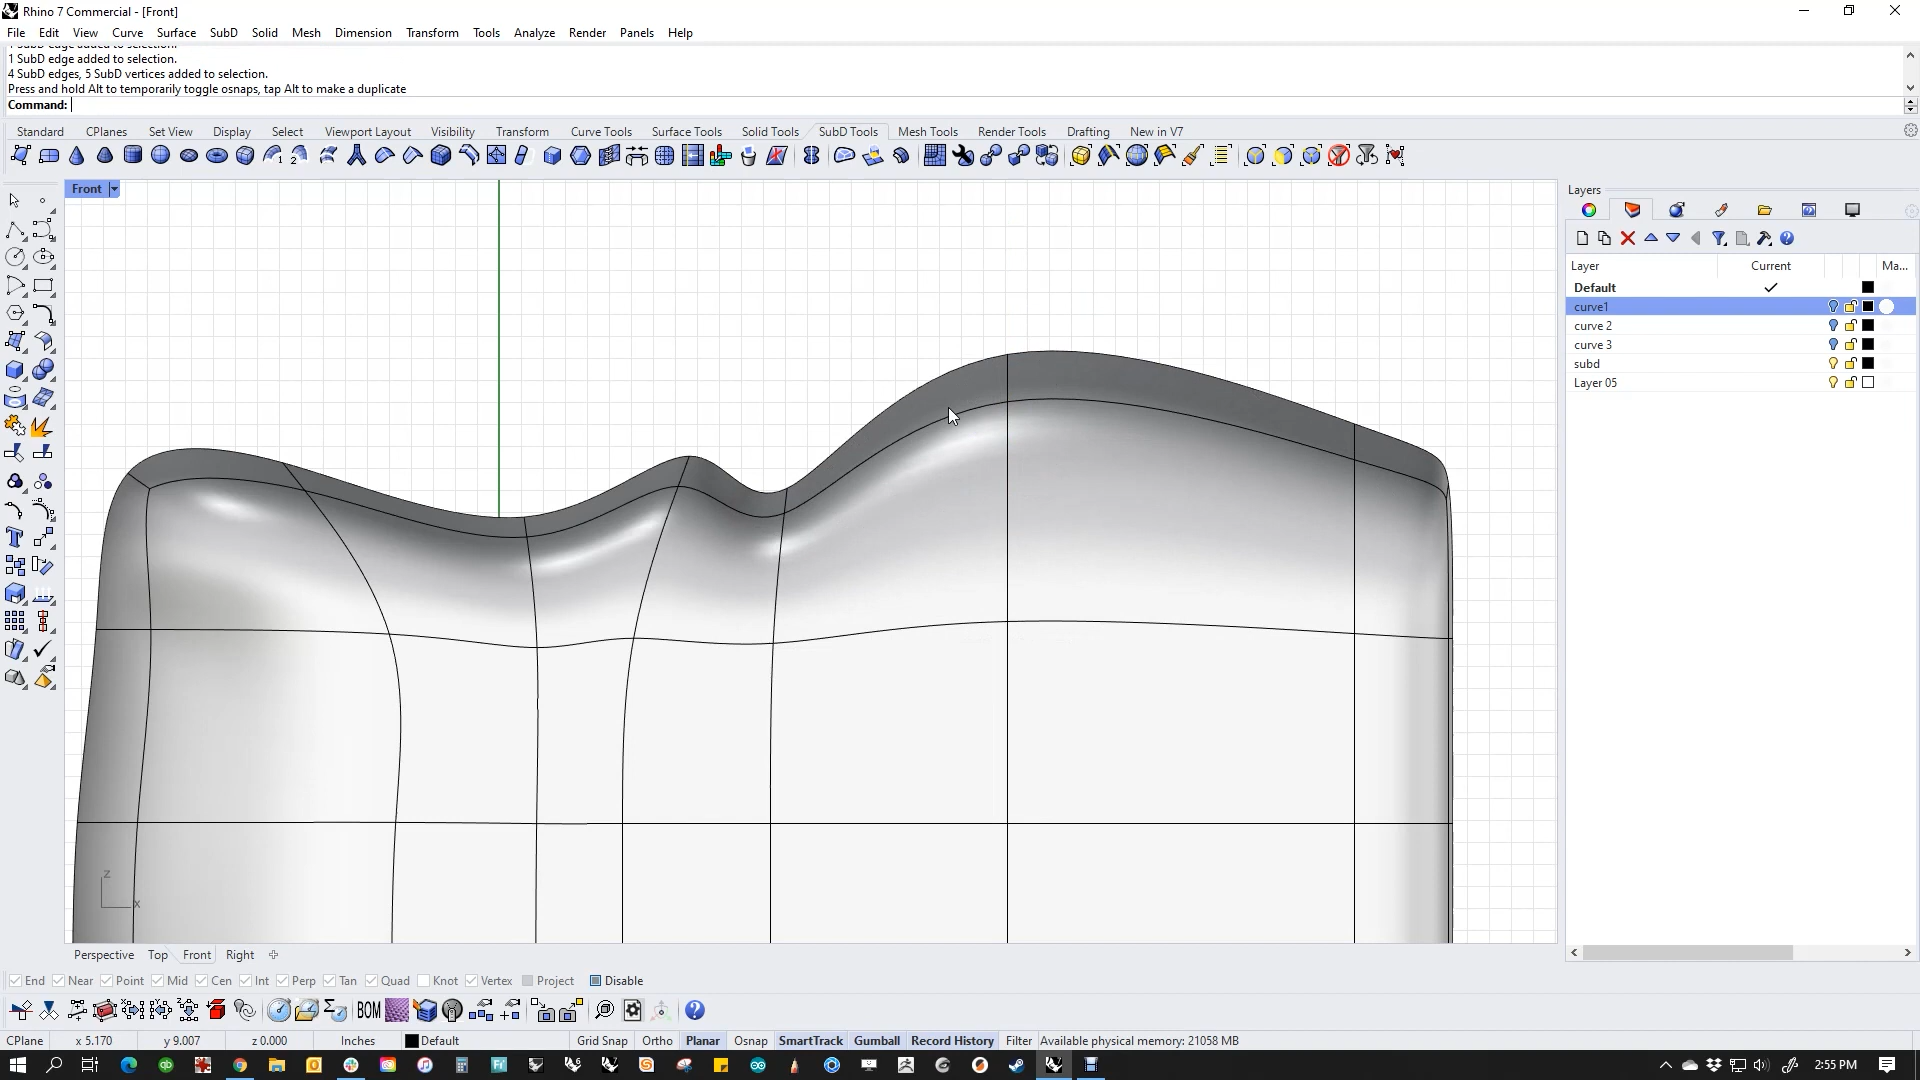 Rhino 7 Commercial - [Front]
File Edit View Curve Surface SubD Solid Mesh Dimension Transform Tools Analyze Render Panels Help
1 SubD edge added to selection.
1 SubD edge added to selection.
4 SubD edges, 5 SubD vertices added to selection.
Press and hold Alt to temporarily toggle osnaps, tap Alt to make a duplicate
Command:
Standard CPlanes Set View Display Select Viewport Layout Visibility Transform Curve Tools Surface Tools Solid Tools SubD Tools Mesh Tools Render Tools Drafting New in V7
Front
Layers
Layer Current Ma...
Default
curve1
curve 2
curve 3
subd
Layer 05
z
x
Perspective Top Front Right
End Near Point Mid Cen Int Perp Tan Quad Knot Vertex Project Disable
BOM
CPlane x 5.170 y 9.007 z 0.000 Inches Default Grid Snap Ortho Planar Osnap SmartTrack Gumball Record History Filter Available physical memory: 21058 MB
2:55 PM